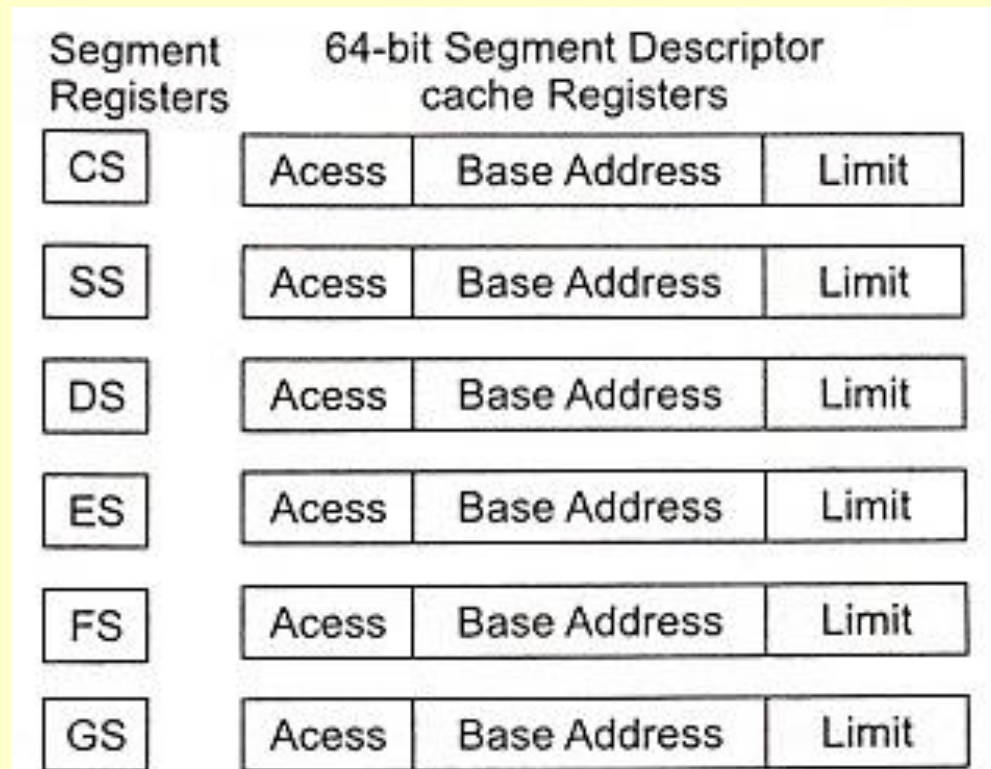 Segment Registers
64-bit Segment Descriptor cache Registers
CS Acess Base Address Limit
SS Acess Base Address Limit
DS Acess Base Address Limit
ES Acess Base Address Limit
FS Acess Base Address Limit
GS Acess Base Address Limit